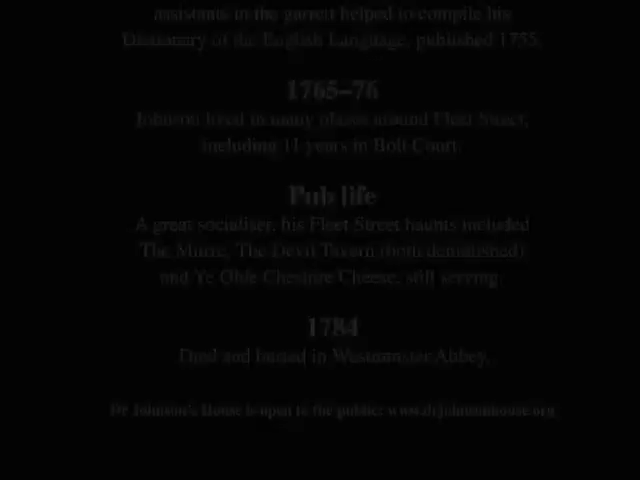 assistants in the garrett helped to compile his
Dictionary of the English Language, published 1755.
1765–76
Johnson lived in many places around Fleet Street,
including 11 years in Bolt Court.
Pub life
A great socialiser, his Fleet Street haunts included
The Mitre, The Devil Tavern (both demolished)
and Ye Olde Cheshire Cheese, still serving.
1784
Died and buried in Westminster Abbey.
Dr Johnson's House is open to the public: www.drjohnsonhouse.org